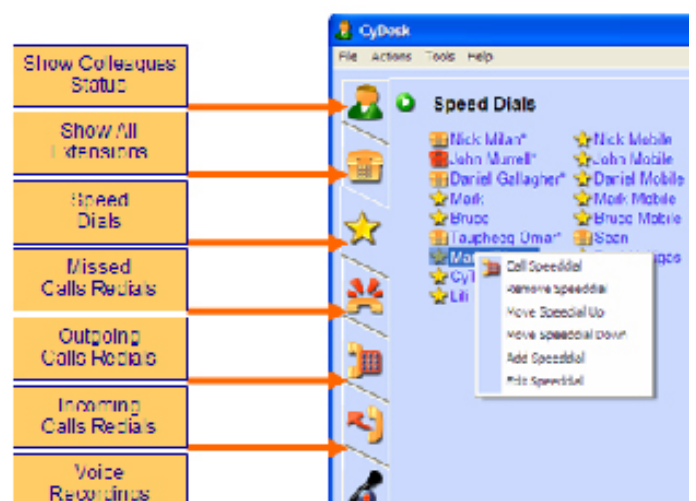 Show Colleagues
Status
Show All
Extensions
Speed
Dials
Missed
Calls Redials
Outgoing
Calls Redials
Incoming
Calls Redials
Voice
Recordings
CyDesk
File Actions Tools Help
Speed Dials
Nick Milan* Nick Mobile
John Murrell* John Mobile
Daniel Gallagher* Daniel Mobile
Mark Mark Mobile
Bruce Bruce Mobile
Taupheeq Omar* Sean
Lili
Call Speeddial
Remove Speeddial
Move Speeddial Up
Move Speeddial Down
Add Speeddial
Edit Speeddial